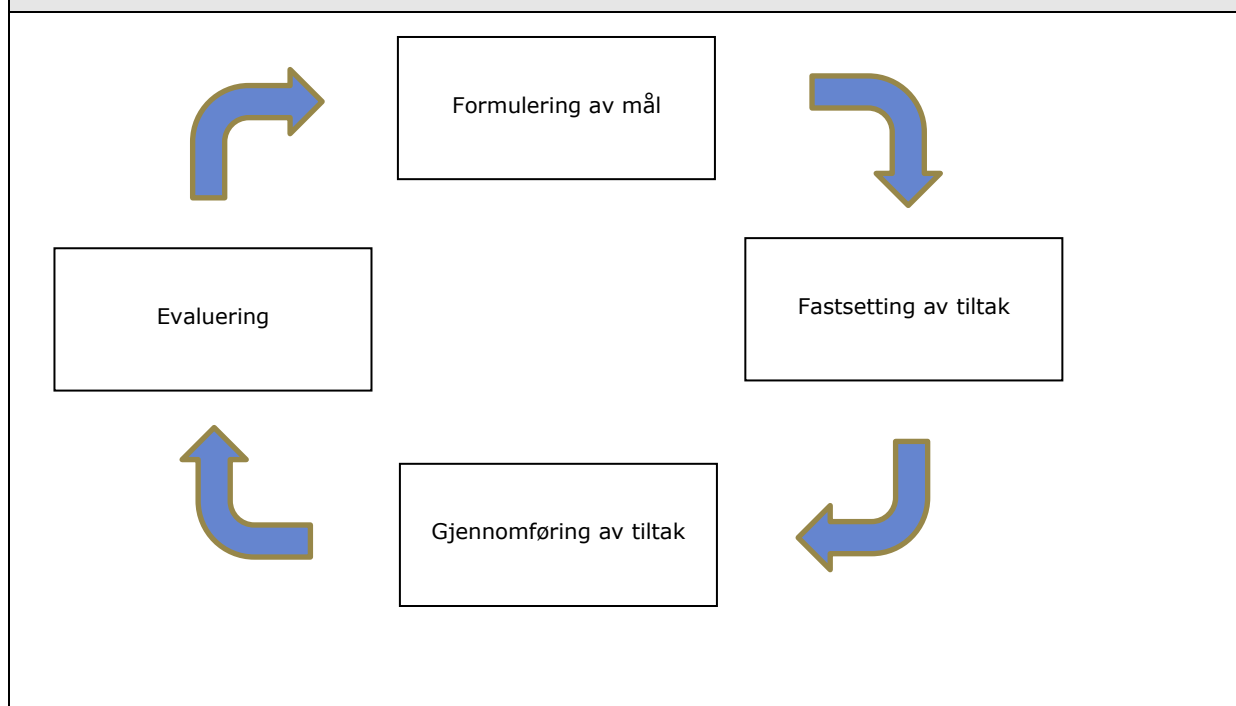 Formulering av mål
Fastsetting av tiltak
Gjennomføring av tiltak
Evaluering